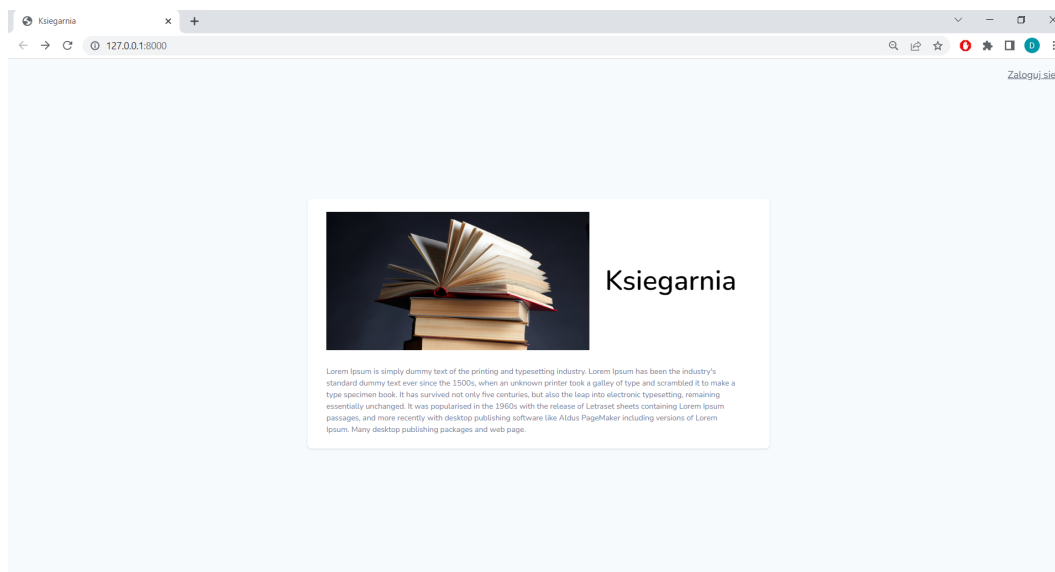 Ksiegarnia
127.0.0.1:8000
D
Zaloguj sie
Ksiegarnia
Lorem Ipsum is simply dummy text of the printing and typesetting industry. Lorem Ipsum has been the industry's
standard dummy text ever since the 1500s, when an unknown printer took a galley of type and scrambled it to make a
type specimen book. It has survived not only five centuries, but also the leap into electronic typesetting, remaining
essentially unchanged. It was popularised in the 1960s with the release of Letraset sheets containing Lorem Ipsum
passages, and more recently with desktop publishing software like Aldus PageMaker including versions of Lorem
Ipsum. Many desktop publishing packages and web page.